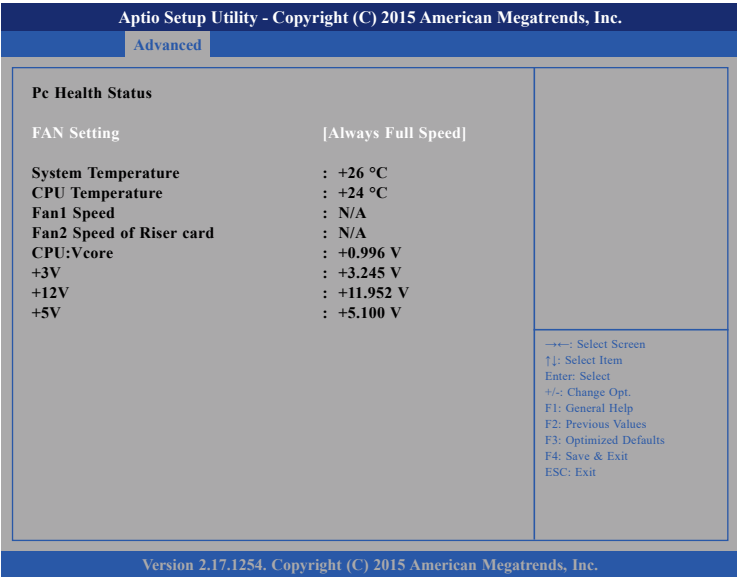 Aptio Setup Utility - Copyright (C) 2015 American Megatrends, Inc.
Advanced
Pc Health Status
FAN Setting [Always Full Speed]
System Temperature : +26 °C
CPU Temperature : +24 °C
Fan1 Speed : N/A
Fan2 Speed of Riser card : N/A
CPU:Vcore : +0.996 V
+3V : +3.245 V
+12V : +11.952 V
+5V : +5.100 V
→←: Select Screen
↑↓: Select Item
Enter: Select
+/-: Change Opt.
F1: General Help
F2: Previous Values
F3: Optimized Defaults
F4: Save & Exit
ESC: Exit
Version 2.17.1254. Copyright (C) 2015 American Megatrends, Inc.